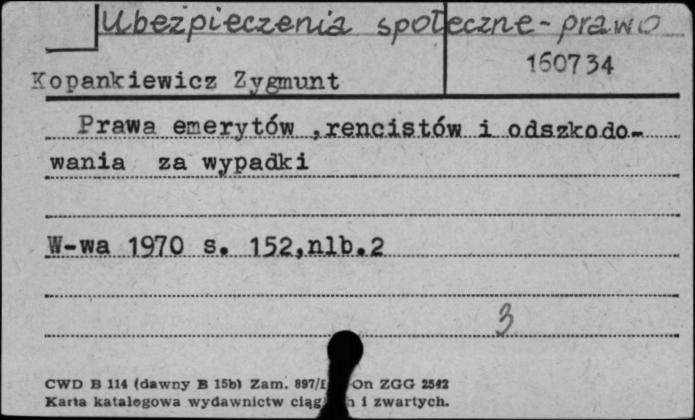 Ubezpieczenia społeczne - prawo
160734
Kopankiewicz Zygmunt
Prawa emerytów ,rencistów i odszkodo-
wania za wypadki
W-wa 1970 s. 152,nlb.2
3
CWD B 114 (dawny B 15b) Zam. 897/ On ZGG 2542
Karta katalogowa wydawnictw i zwartych.